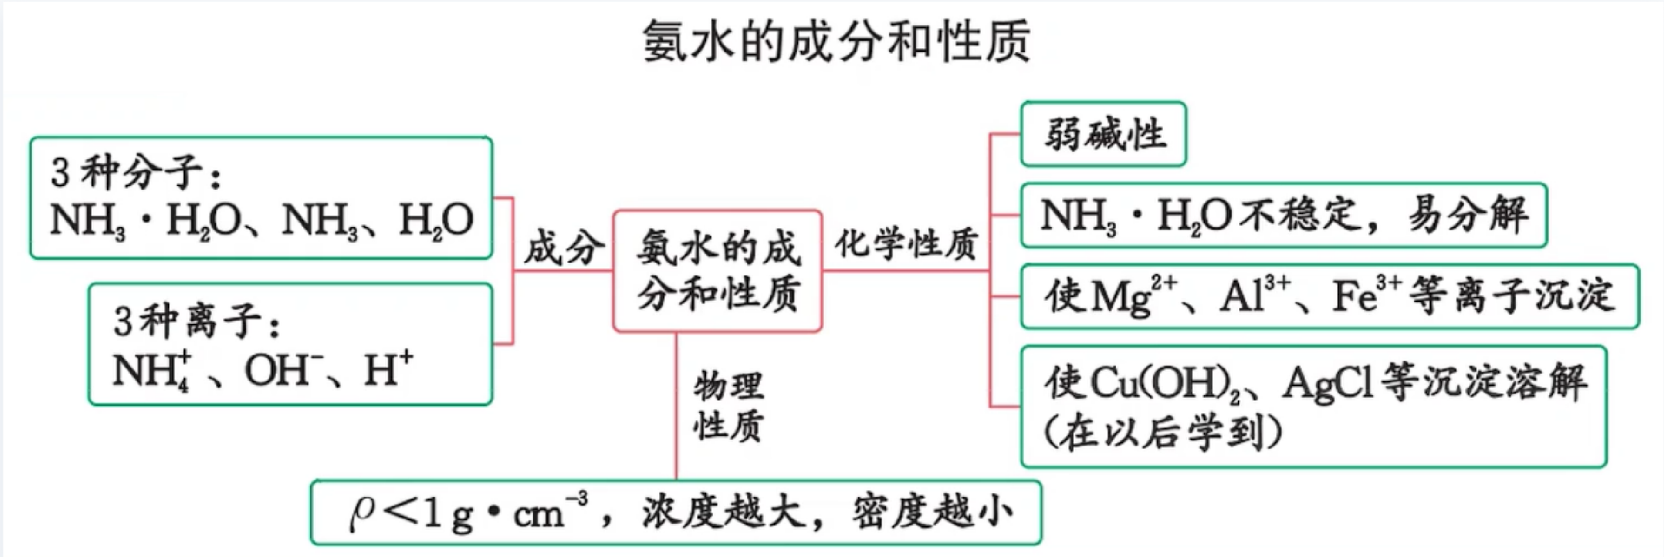 氨水的成分和性质
3 种分子：
NH₃・H₂O、NH₃、H₂O
3种离子：
NH₄⁺、OH⁻、H⁺
成分
氨水的成
分和性质
化学性质
弱碱性
NH₃・H₂O不稳定，易分解
使Mg²⁺、Al³⁺、Fe³⁺等离子沉淀
使Cu(OH)₂、AgCl等沉淀溶解
(在以后学到)
物理
性质
ρ＜1 g・cm⁻³，浓度越大，密度越小